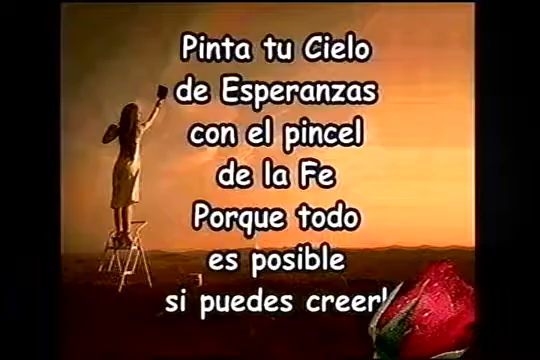 Pinta tu Cielo
de Esperanzas
con el pincel
de la Fe
Porque todo
es posible
si puedes creer!